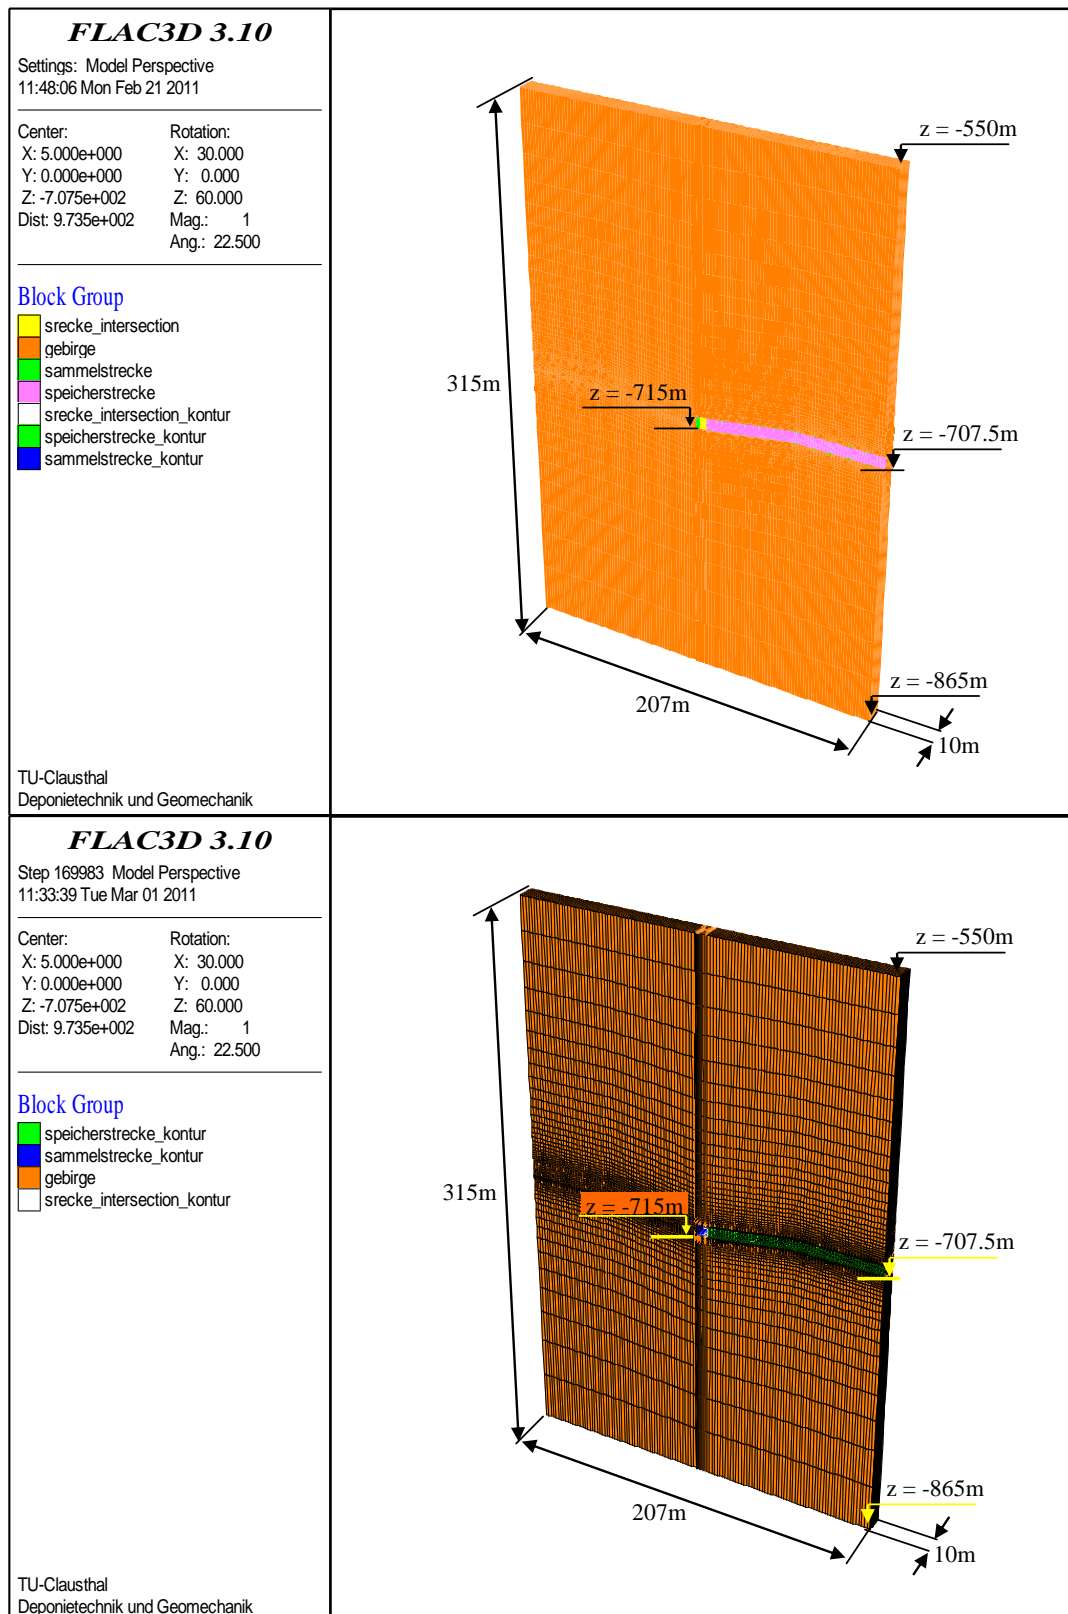 FLAC3D 3.10
Settings: Model Perspective
11:48:06 Mon Feb 21 2011
Center: Rotation:
X: 5.000e+000 X: 30.000
Y: 0.000e+000 Y: 0.000
Z: -7.075e+002 Z: 60.000
Dist: 9.735e+002 Mag.: 1
Ang.: 22.500
Block Group
srecke_intersection
gebirge
sammelstrecke
speicherstrecke
srecke_intersection_kontur
speicherstrecke_kontur
sammelstrecke_kontur
TU-Clausthal
Deponietechnik und Geomechanik
z = -550m
315m
z = -715m
z = -707.5m
z = -865m
207m
10m
FLAC3D 3.10
Step 169983 Model Perspective
11:33:39 Tue Mar 01 2011
Center: Rotation:
X: 5.000e+000 X: 30.000
Y: 0.000e+000 Y: 0.000
Z: -7.075e+002 Z: 60.000
Dist: 9.735e+002 Mag.: 1
Ang.: 22.500
Block Group
speicherstrecke_kontur
sammelstrecke_kontur
gebirge
srecke_intersection_kontur
TU-Clausthal
Deponietechnik und Geomechanik
z = -550m
315m
z = -715m
z = -707.5m
z = -865m
207m
10m